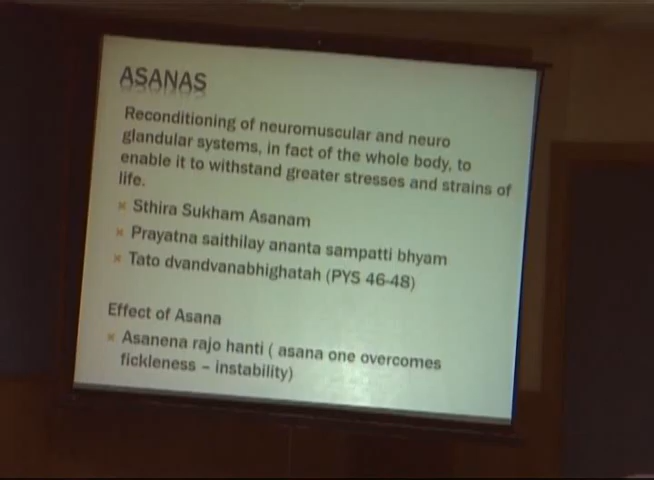 ASANAS
Reconditioning of neuromuscular and neuro
glandular systems, in fact of the whole body, to
enable it to withstand greater stresses and strains of
life.
Sthira Sukham Asanam
Prayatna saithilay ananta sampatti bhyam
Tato dvandvanabhighatah (PYS 46-48)
Effect of Asana
Asanena rajo hanti ( asana one overcomes
fickleness – instability)